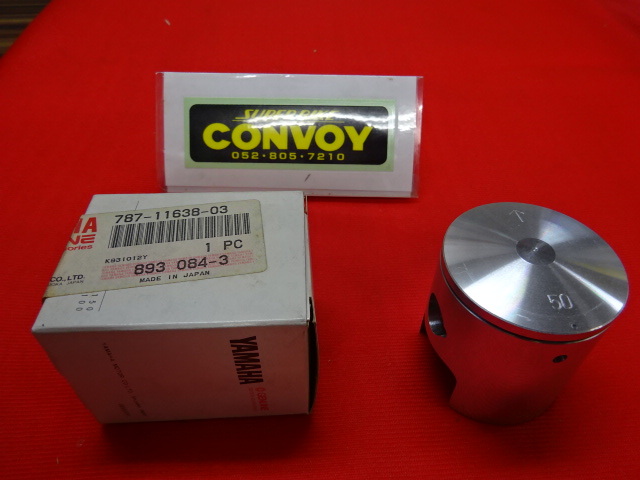 SUPER BIKE
CONVOY
052・805・7210
787-11638-03
1 PC
K931012Y
893 084-3
MADE IN JAPAN
CO.,LTD.
YAMAHA
50